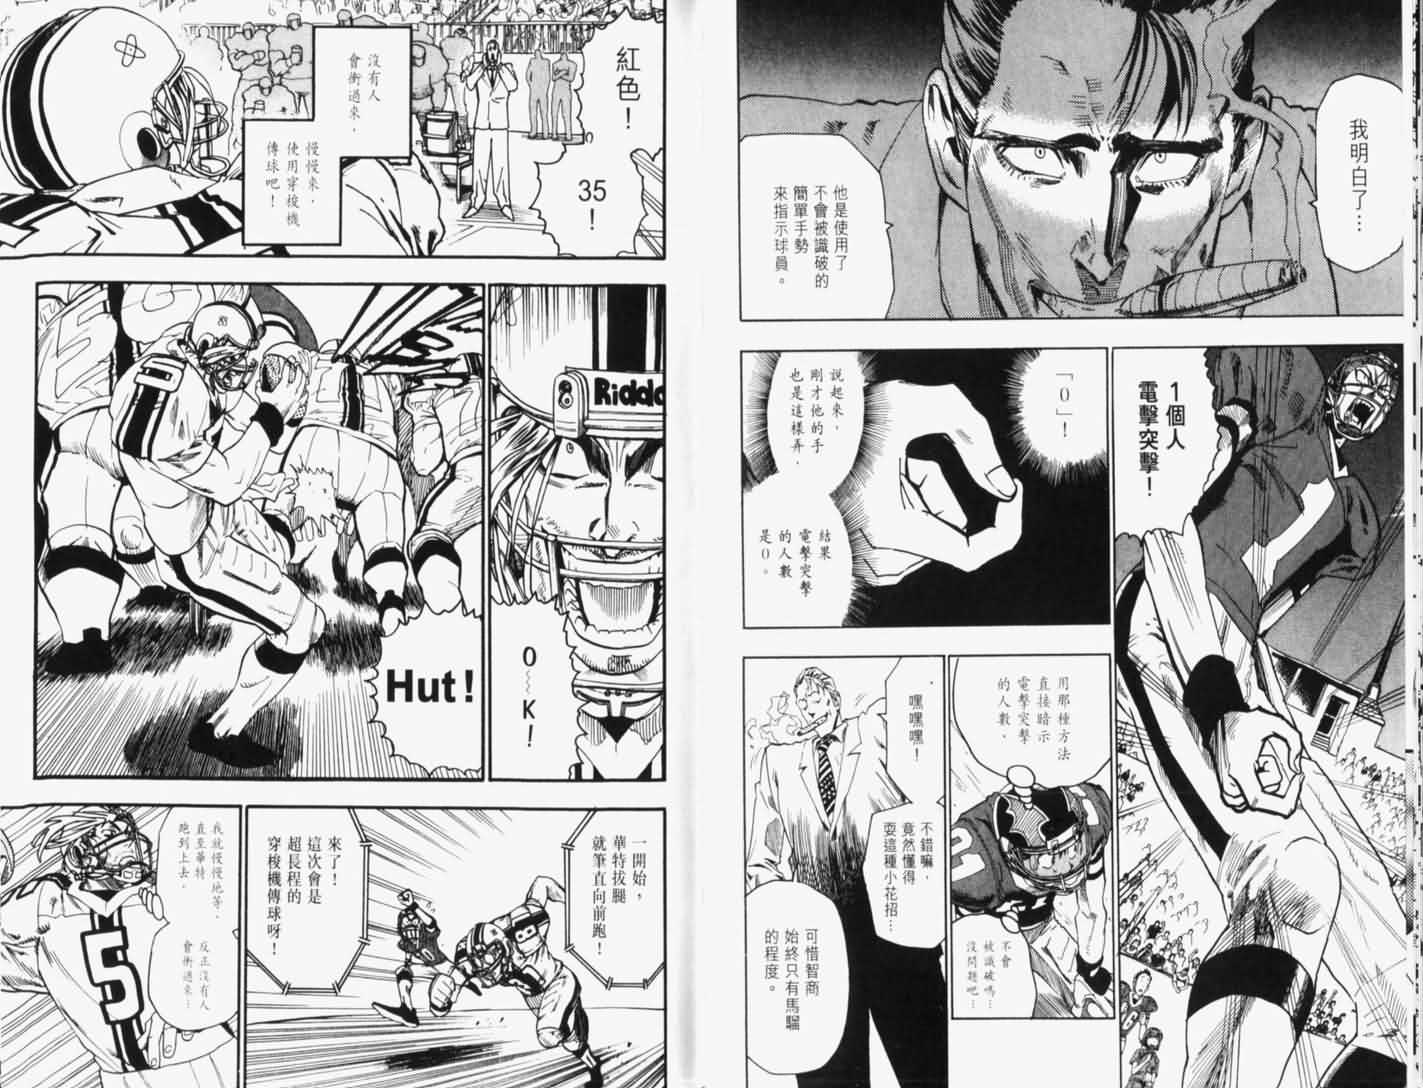 我明白了…
他是使用了
不會被識破的
簡單手勢
來指示球員。
1個人
電擊突擊！
「0」！
說起來，
剛才他的手
也是這樣弄，
結果
電擊突擊
的人數
是0。
用那種方法
直接暗示
電擊突擊
的人數，
不會
被識破嗎…
沒問題吧…
嘿嘿嘿！
不錯嘛，
竟然懂得
耍這種小花招…
可惜智商
始終只有馬騮
的程度。
紅色！
35！
沒有人
會衝過來，
慢慢來，
使用穿梭機
傳球吧！
Ridd
O~~K!
Hut!
一開始，
華特拔腿
就筆直向前跑！
來了！
這次會是
超長程的
穿梭機傳球呀！
我就慢慢地等，
直至華特
跑到上去，
反正沒有人
會衝過來…
5